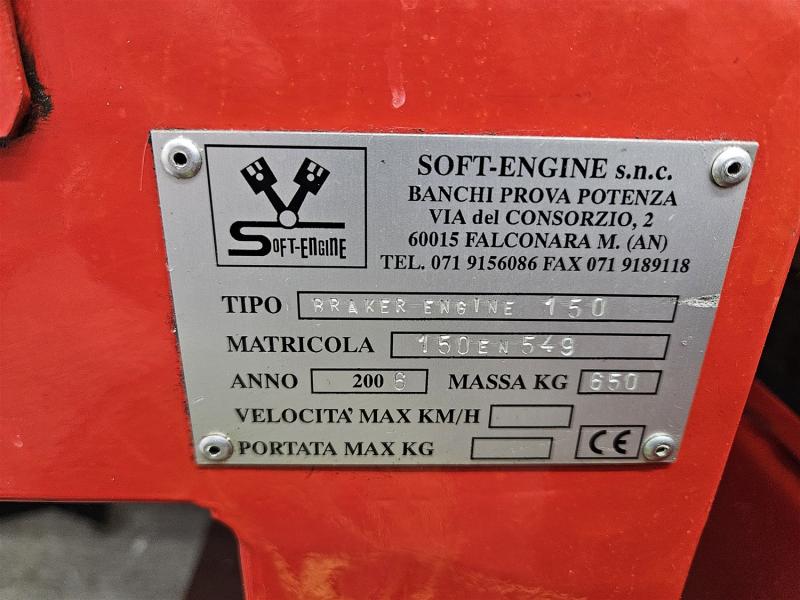 SOFT-ENGINE
SOFT-ENGINE s.n.c.
BANCHI PROVA POTENZA
VIA del CONSORZIO, 2
60015 FALCONARA M. (AN)
TEL. 071 9156086 FAX 071 9189118
TIPO BRAKER ENGINE 150
MATRICOLA 150EN549
ANNO 2006 MASSA KG 650
VELOCITA' MAX KM/H
PORTATA MAX KG CE